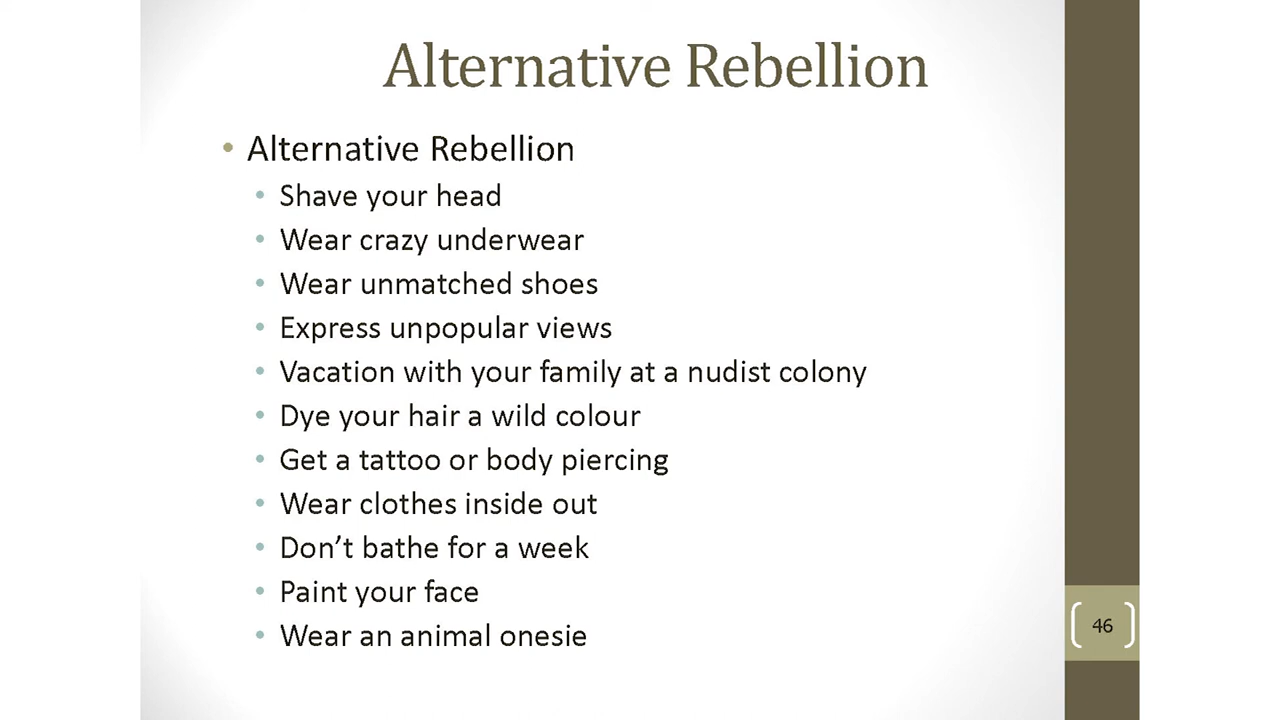 Alternative Rebellion
• Alternative Rebellion
• Shave your head
• Wear crazy underwear
• Wear unmatched shoes
• Express unpopular views
• Vacation with your family at a nudist colony
• Dye your hair a wild colour
• Get a tattoo or body piercing
• Wear clothes inside out
• Don’t bathe for a week
• Paint your face
• Wear an animal onesie
46